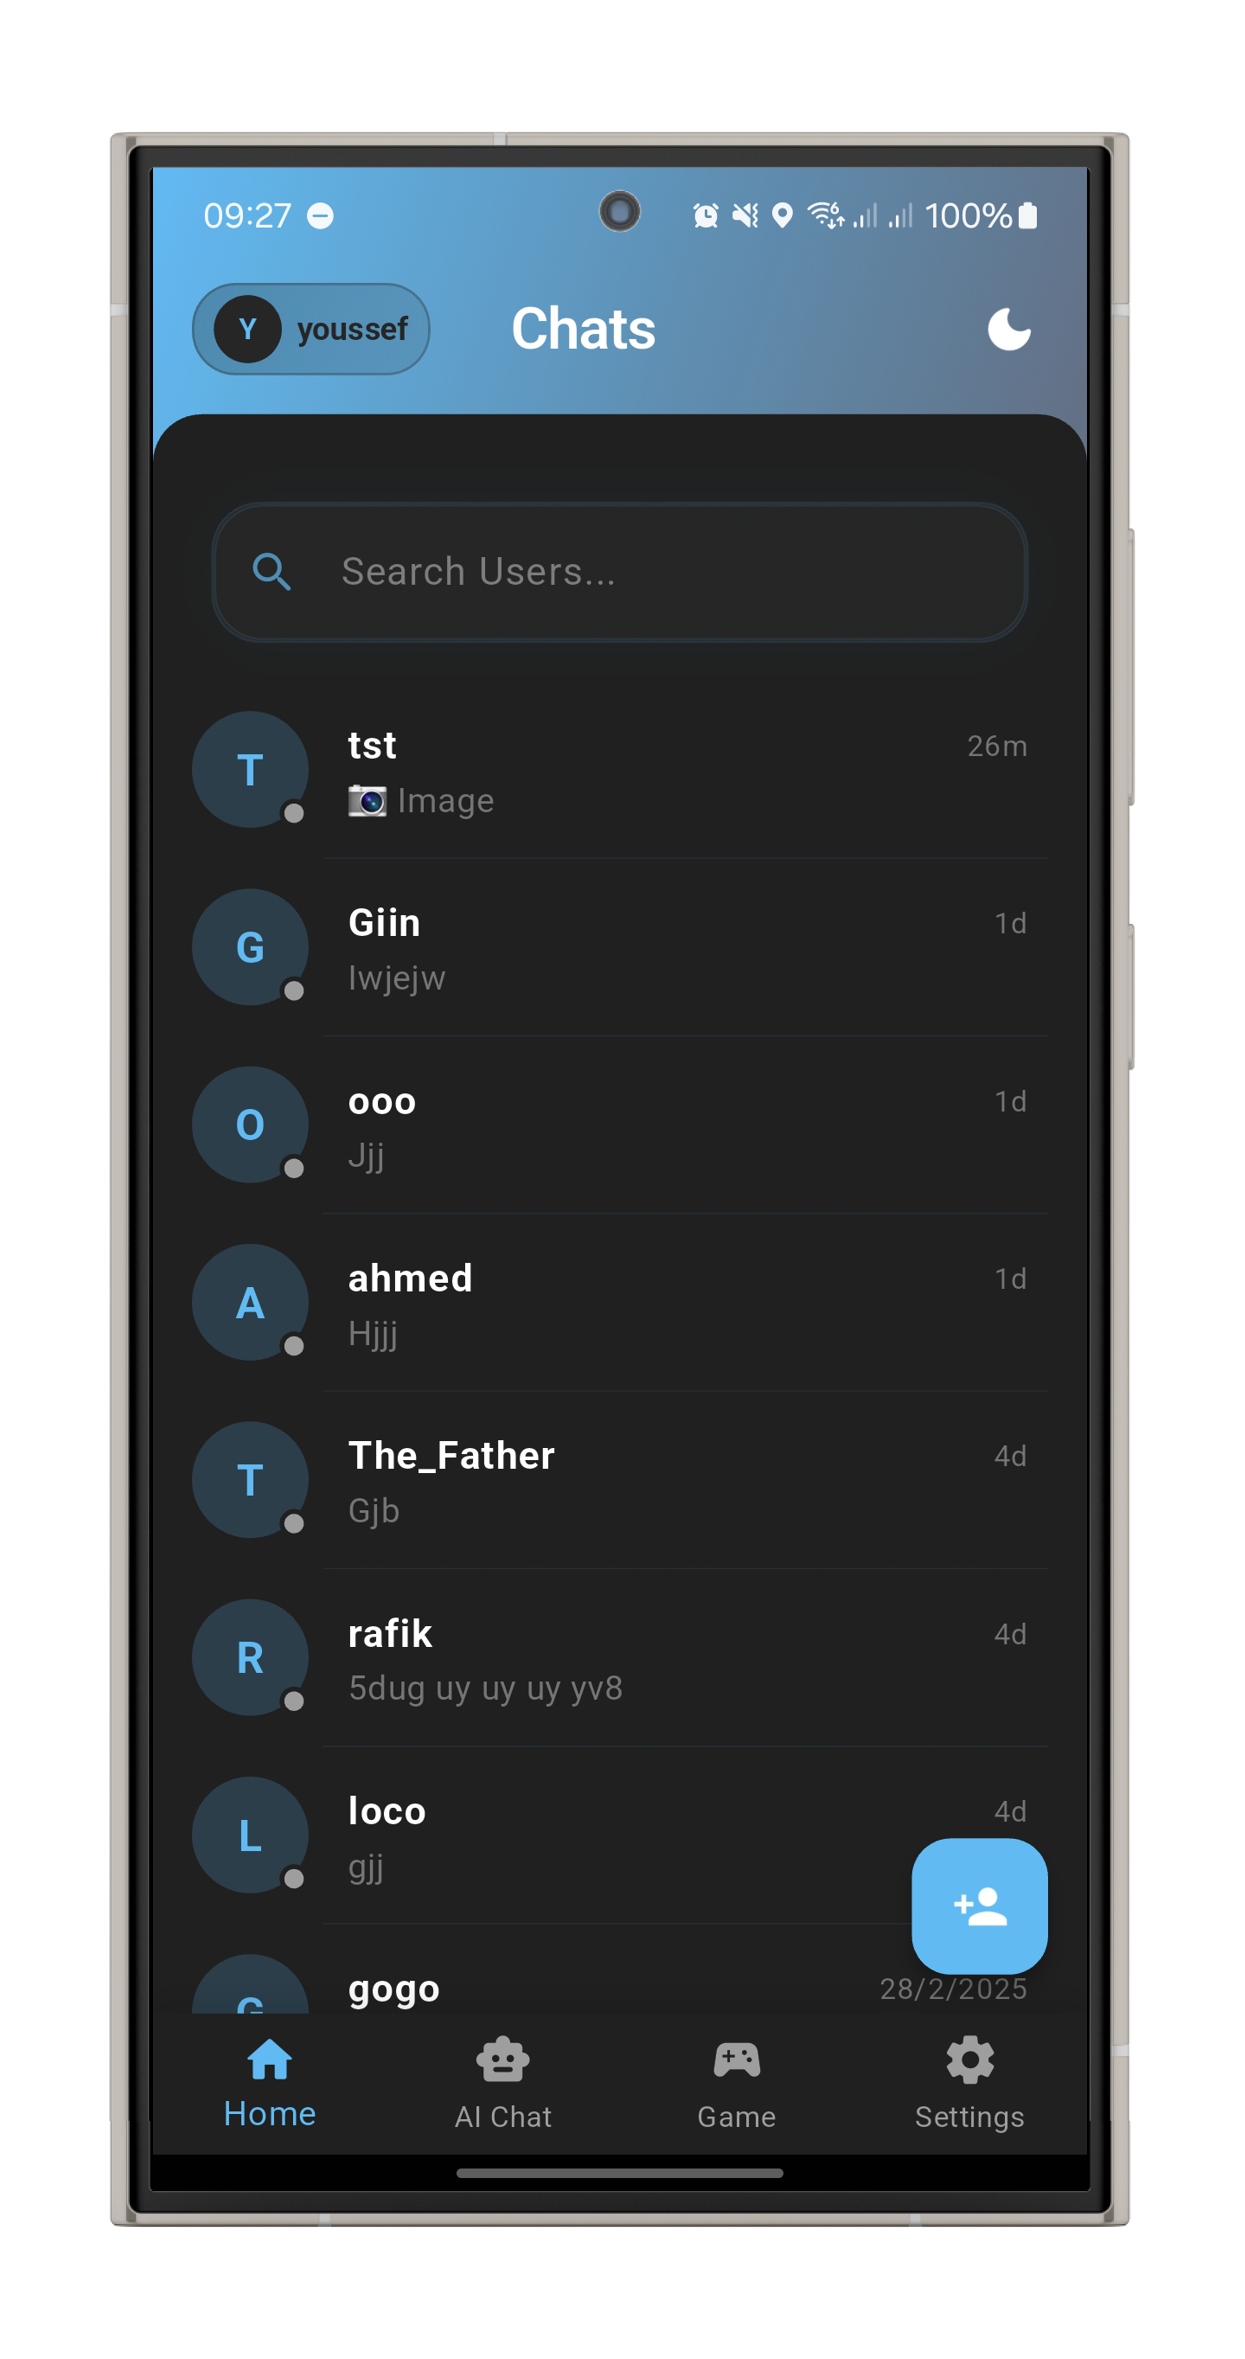 09:27 6 100%
Y youssef Chats
Search Users...
T tst 26m
Image
G Giin 1d
Iwjejw
O ooo 1d
Jjj
A ahmed 1d
Hjjj
T The_Father 4d
Gjb
R rafik 4d
5dug uy uy uy yv8
L loco 4d
gjj
G gogo 28/2/2025
Home AI Chat Game Settings